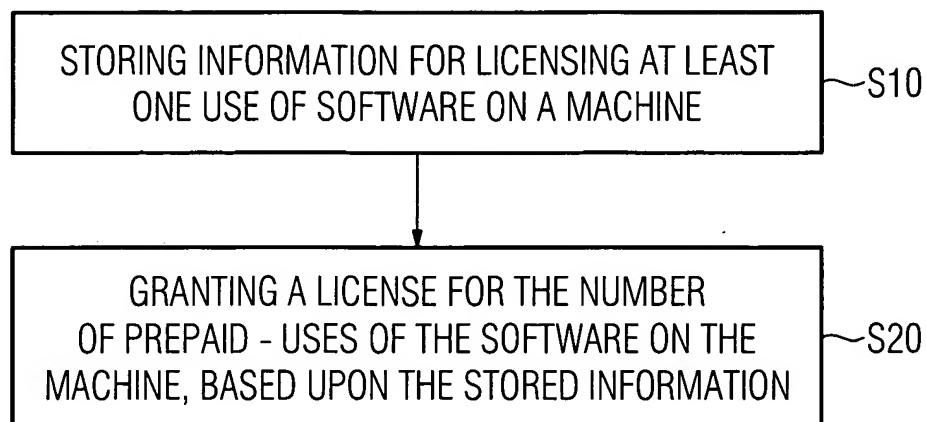 STORING INFORMATION FOR LICENSING AT LEAST
ONE USE OF SOFTWARE ON A MACHINE
S10
GRANTING A LICENSE FOR THE NUMBER
OF PREPAID - USES OF THE SOFTWARE ON THE
MACHINE, BASED UPON THE STORED INFORMATION
S20